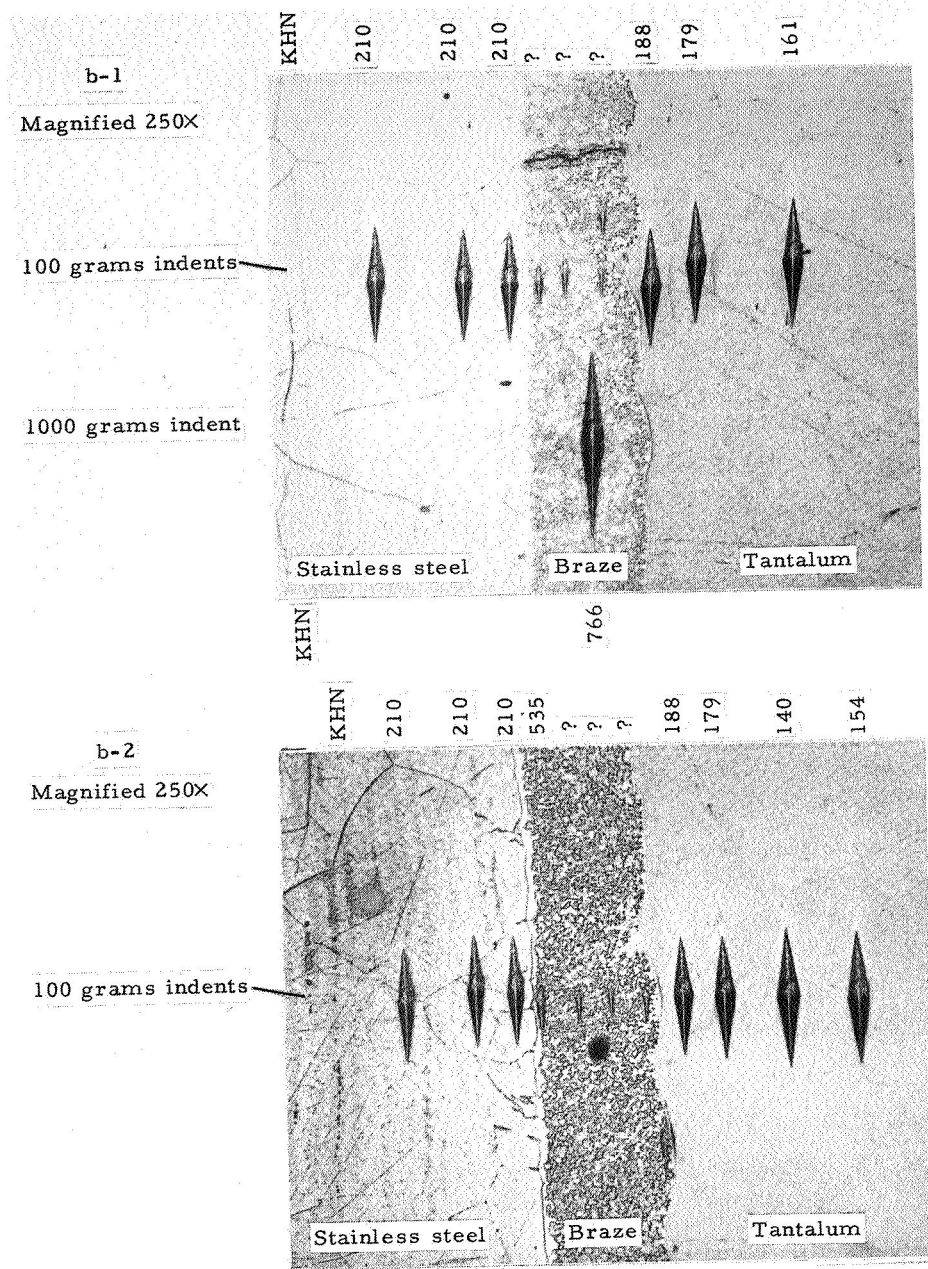 KHN 210 210 210 ? ? ? 188 179 161
b-1
Magnified 250X
100 grams indents
1000 grams indent
Stainless steel Braze Tantalum
KHN 766
KHN 210 210 210 535 ? ? ? 188 179 140 154
b-2
Magnified 250X
100 grams indents
Stainless steel Braze Tantalum